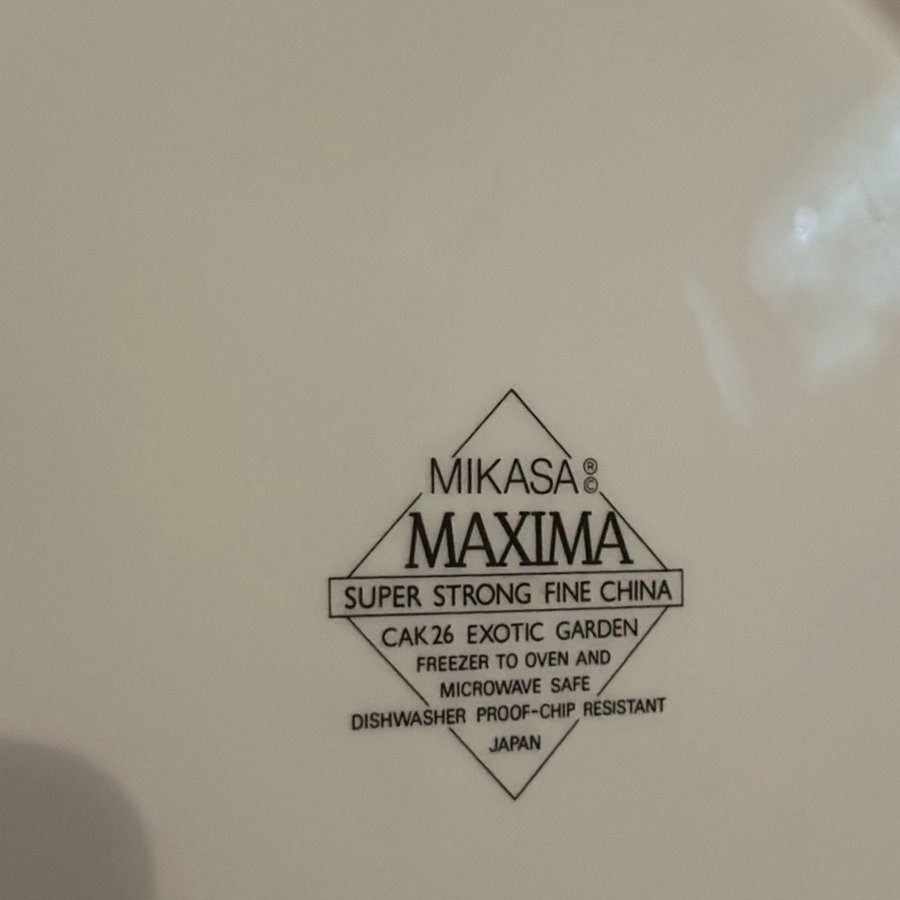 MIKASA®©
MAXIMA
SUPER STRONG FINE CHINA
CAK26 EXOTIC GARDEN
FREEZER TO OVEN AND
MICROWAVE SAFE
DISHWASHER PROOF-CHIP RESISTANT
JAPAN